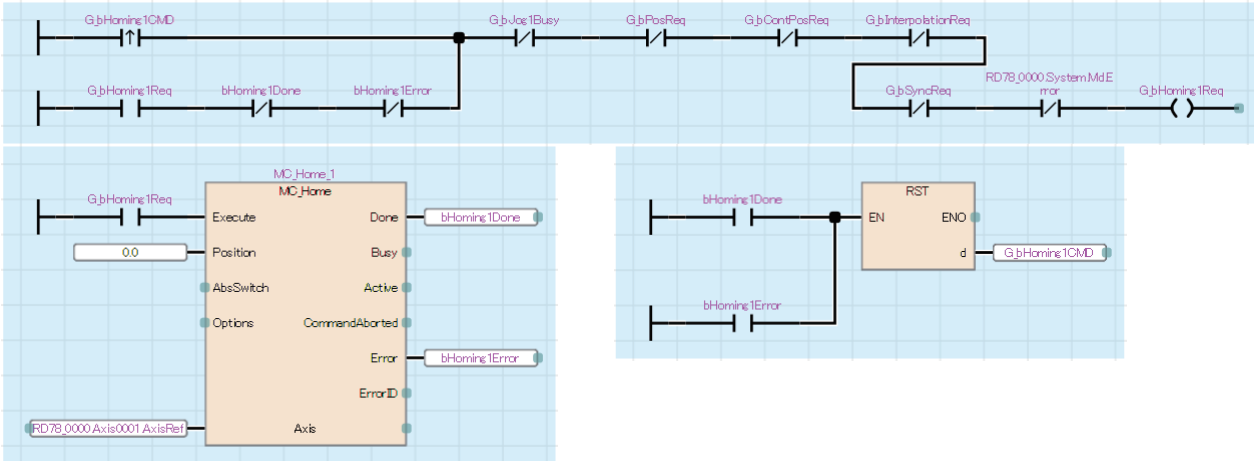 G_bHoming1CMD
G_bJog1Busy
G_bPosReq
G_bContPosReq
G_bInterpolationReq
G_bHoming1Req
bHoming1Done
bHoming1Error
G_bSyncReq
RD78_0000.System.Md.E
rror
G_bHoming1Req
MC_Home_1
MC_Home
G_bHoming1Req
Execute
Done
bHoming1Done
0.0
Position
Busy
AbsSwitch
Active
Options
CommandAborted
Error
bHoming1Error
ErrorID
RD78_0000.Axis0001.AxisRef
Axis
bHoming1Done
RST
EN
ENO
d
G_bHoming1CMD
bHoming1Error